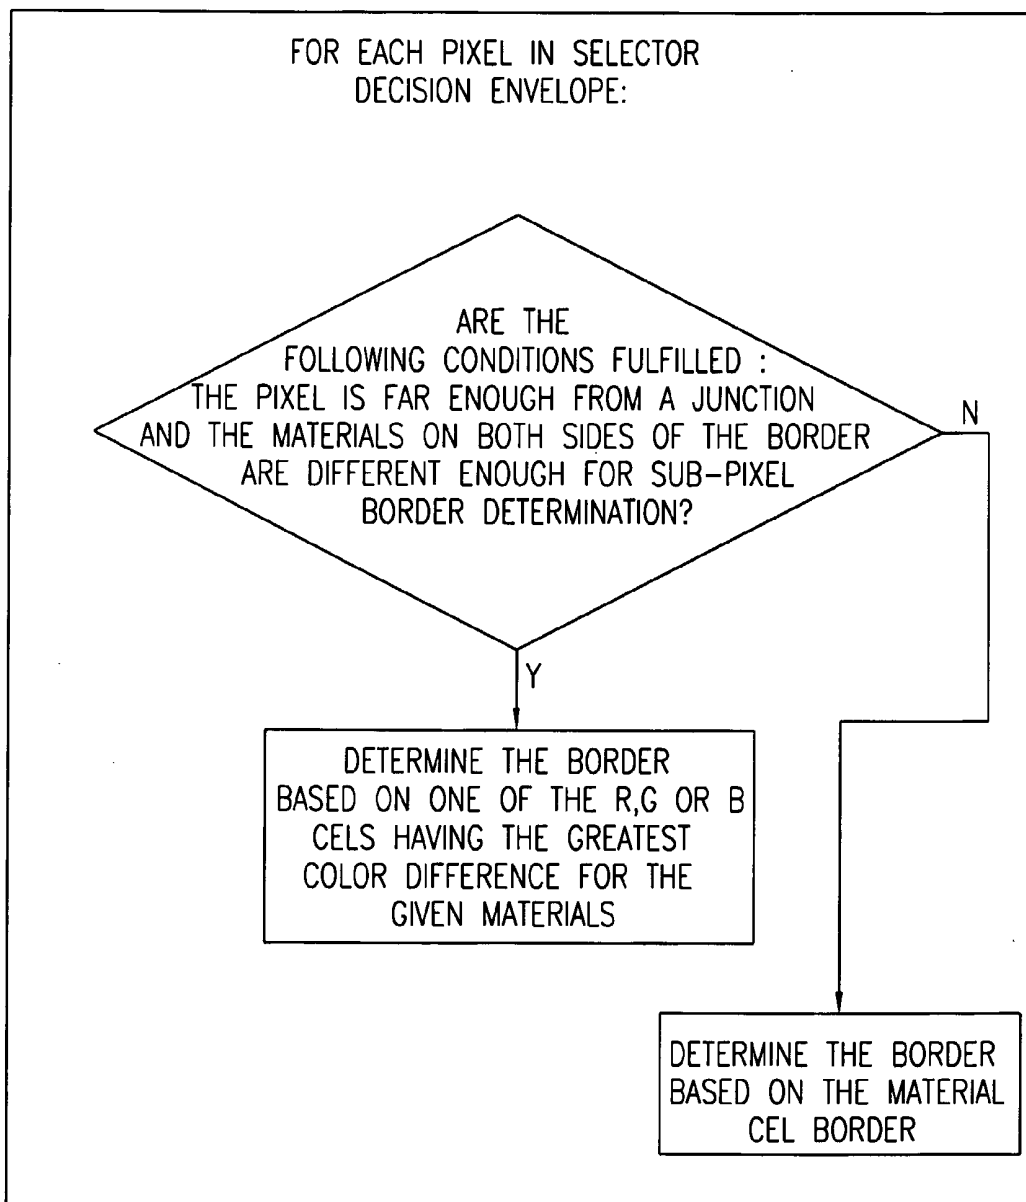 FOR EACH PIXEL IN SELECTOR
DECISION ENVELOPE:
ARE THE
FOLLOWING CONDITIONS FULFILLED :
THE PIXEL IS FAR ENOUGH FROM A JUNCTION
AND THE MATERIALS ON BOTH SIDES OF THE BORDER
ARE DIFFERENT ENOUGH FOR SUB-PIXEL
BORDER DETERMINATION?
N
Y
DETERMINE THE BORDER
BASED ON ONE OF THE R,G OR B
CELS HAVING THE GREATEST
COLOR DIFFERENCE FOR THE
GIVEN MATERIALS
DETERMINE THE BORDER
BASED ON THE MATERIAL
CEL BORDER